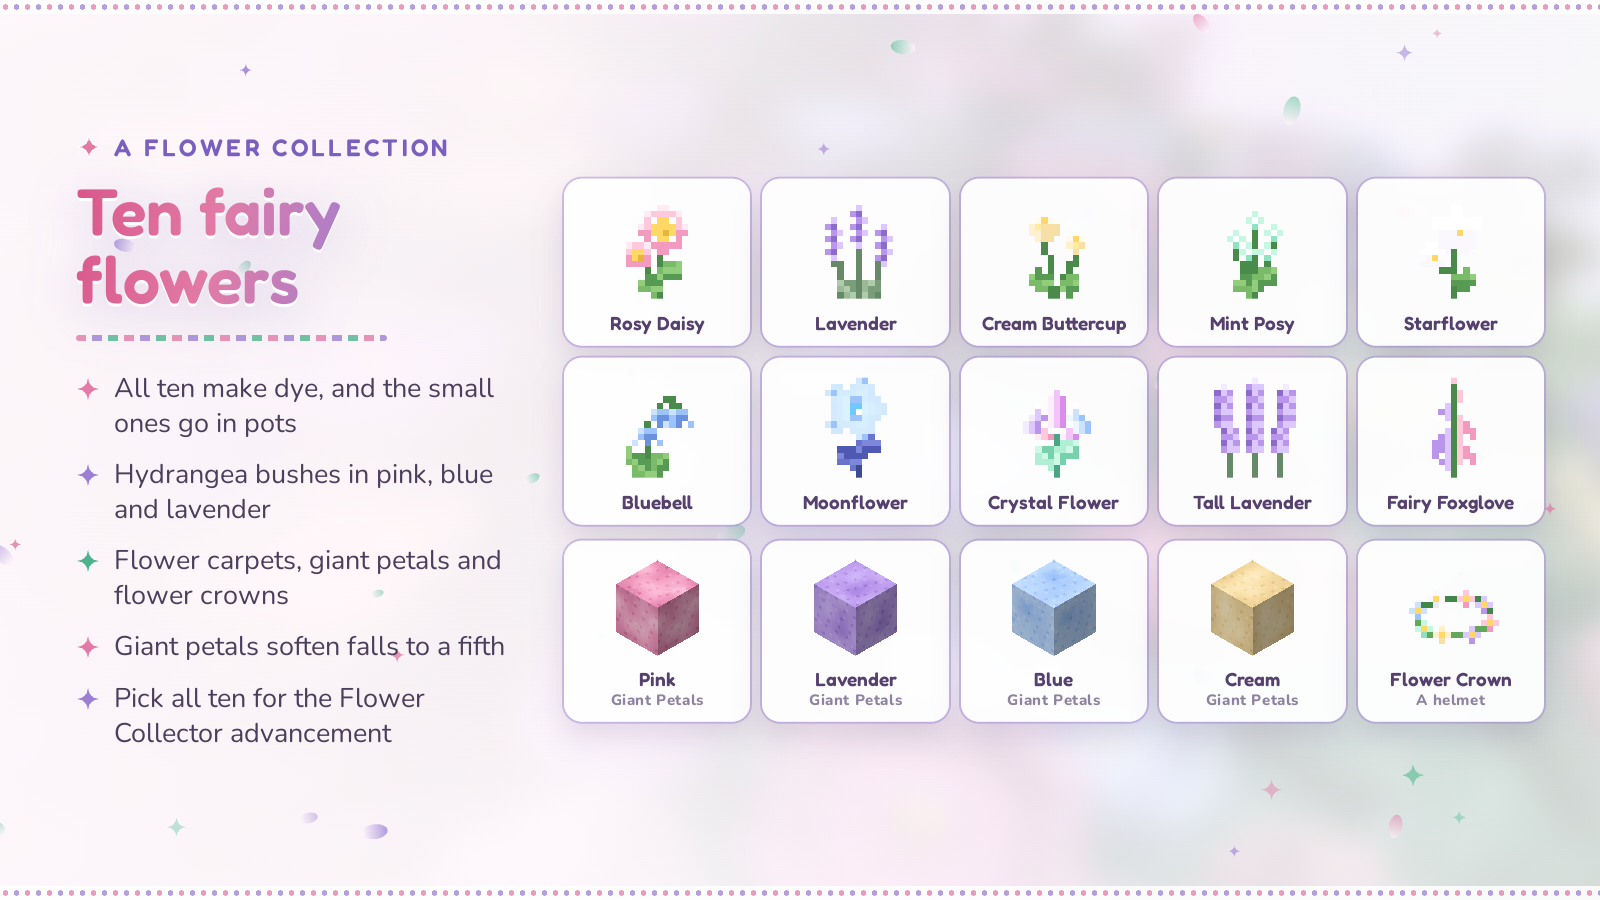 A FLOWER COLLECTION
Ten fairy
flowers
All ten make dye, and the small
ones go in pots
Hydrangea bushes in pink, blue
and lavender
Flower carpets, giant petals and
flower crowns
Giant petals soften falls to a fifth
Pick all ten for the Flower
Collector advancement
Rosy Daisy
Lavender
Cream Buttercup
Mint Posy
Starflower
Bluebell
Moonflower
Crystal Flower
Tall Lavender
Fairy Foxglove
Pink
Giant Petals
Lavender
Giant Petals
Blue
Giant Petals
Cream
Giant Petals
Flower Crown
A helmet